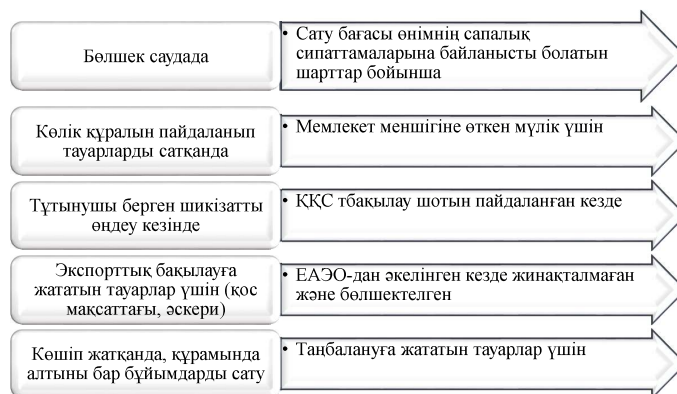 Бөлшек саудада
• Сату бағасы өнімнің сапалық
сипаттамаларына байланысты болатын
шарттар бойынша
Көлік құралын пайдаланып
тауарларды сатқанда
• Мемлекет меншігіне өткен мүлік үшін
Тұтынушы берген шикізатты
өңдеу кезінде
• ҚҚС тбақылау шотын пайдаланған кезде
Экспорттық бақылауға
жататын тауарлар үшін (қос
мақсаттағы, әскери)
• ЕАЭО-дан әкелінген кезде жинақталмаған
және бөлшектелген
Көшіп жатқанда, құрамында
алтыны бар бұйымдарды сату
• Таңбалануға жататын тауарлар үшін